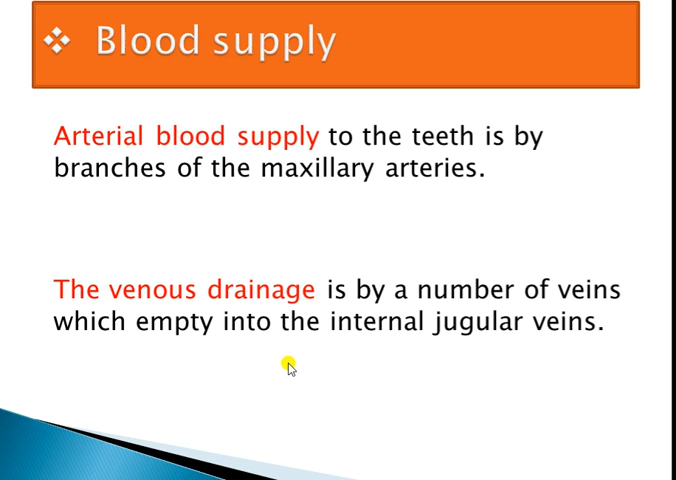 Blood supply
Arterial blood supply to the teeth is by
branches of the maxillary arteries.
The venous drainage is by a number of veins
which empty into the internal jugular veins.